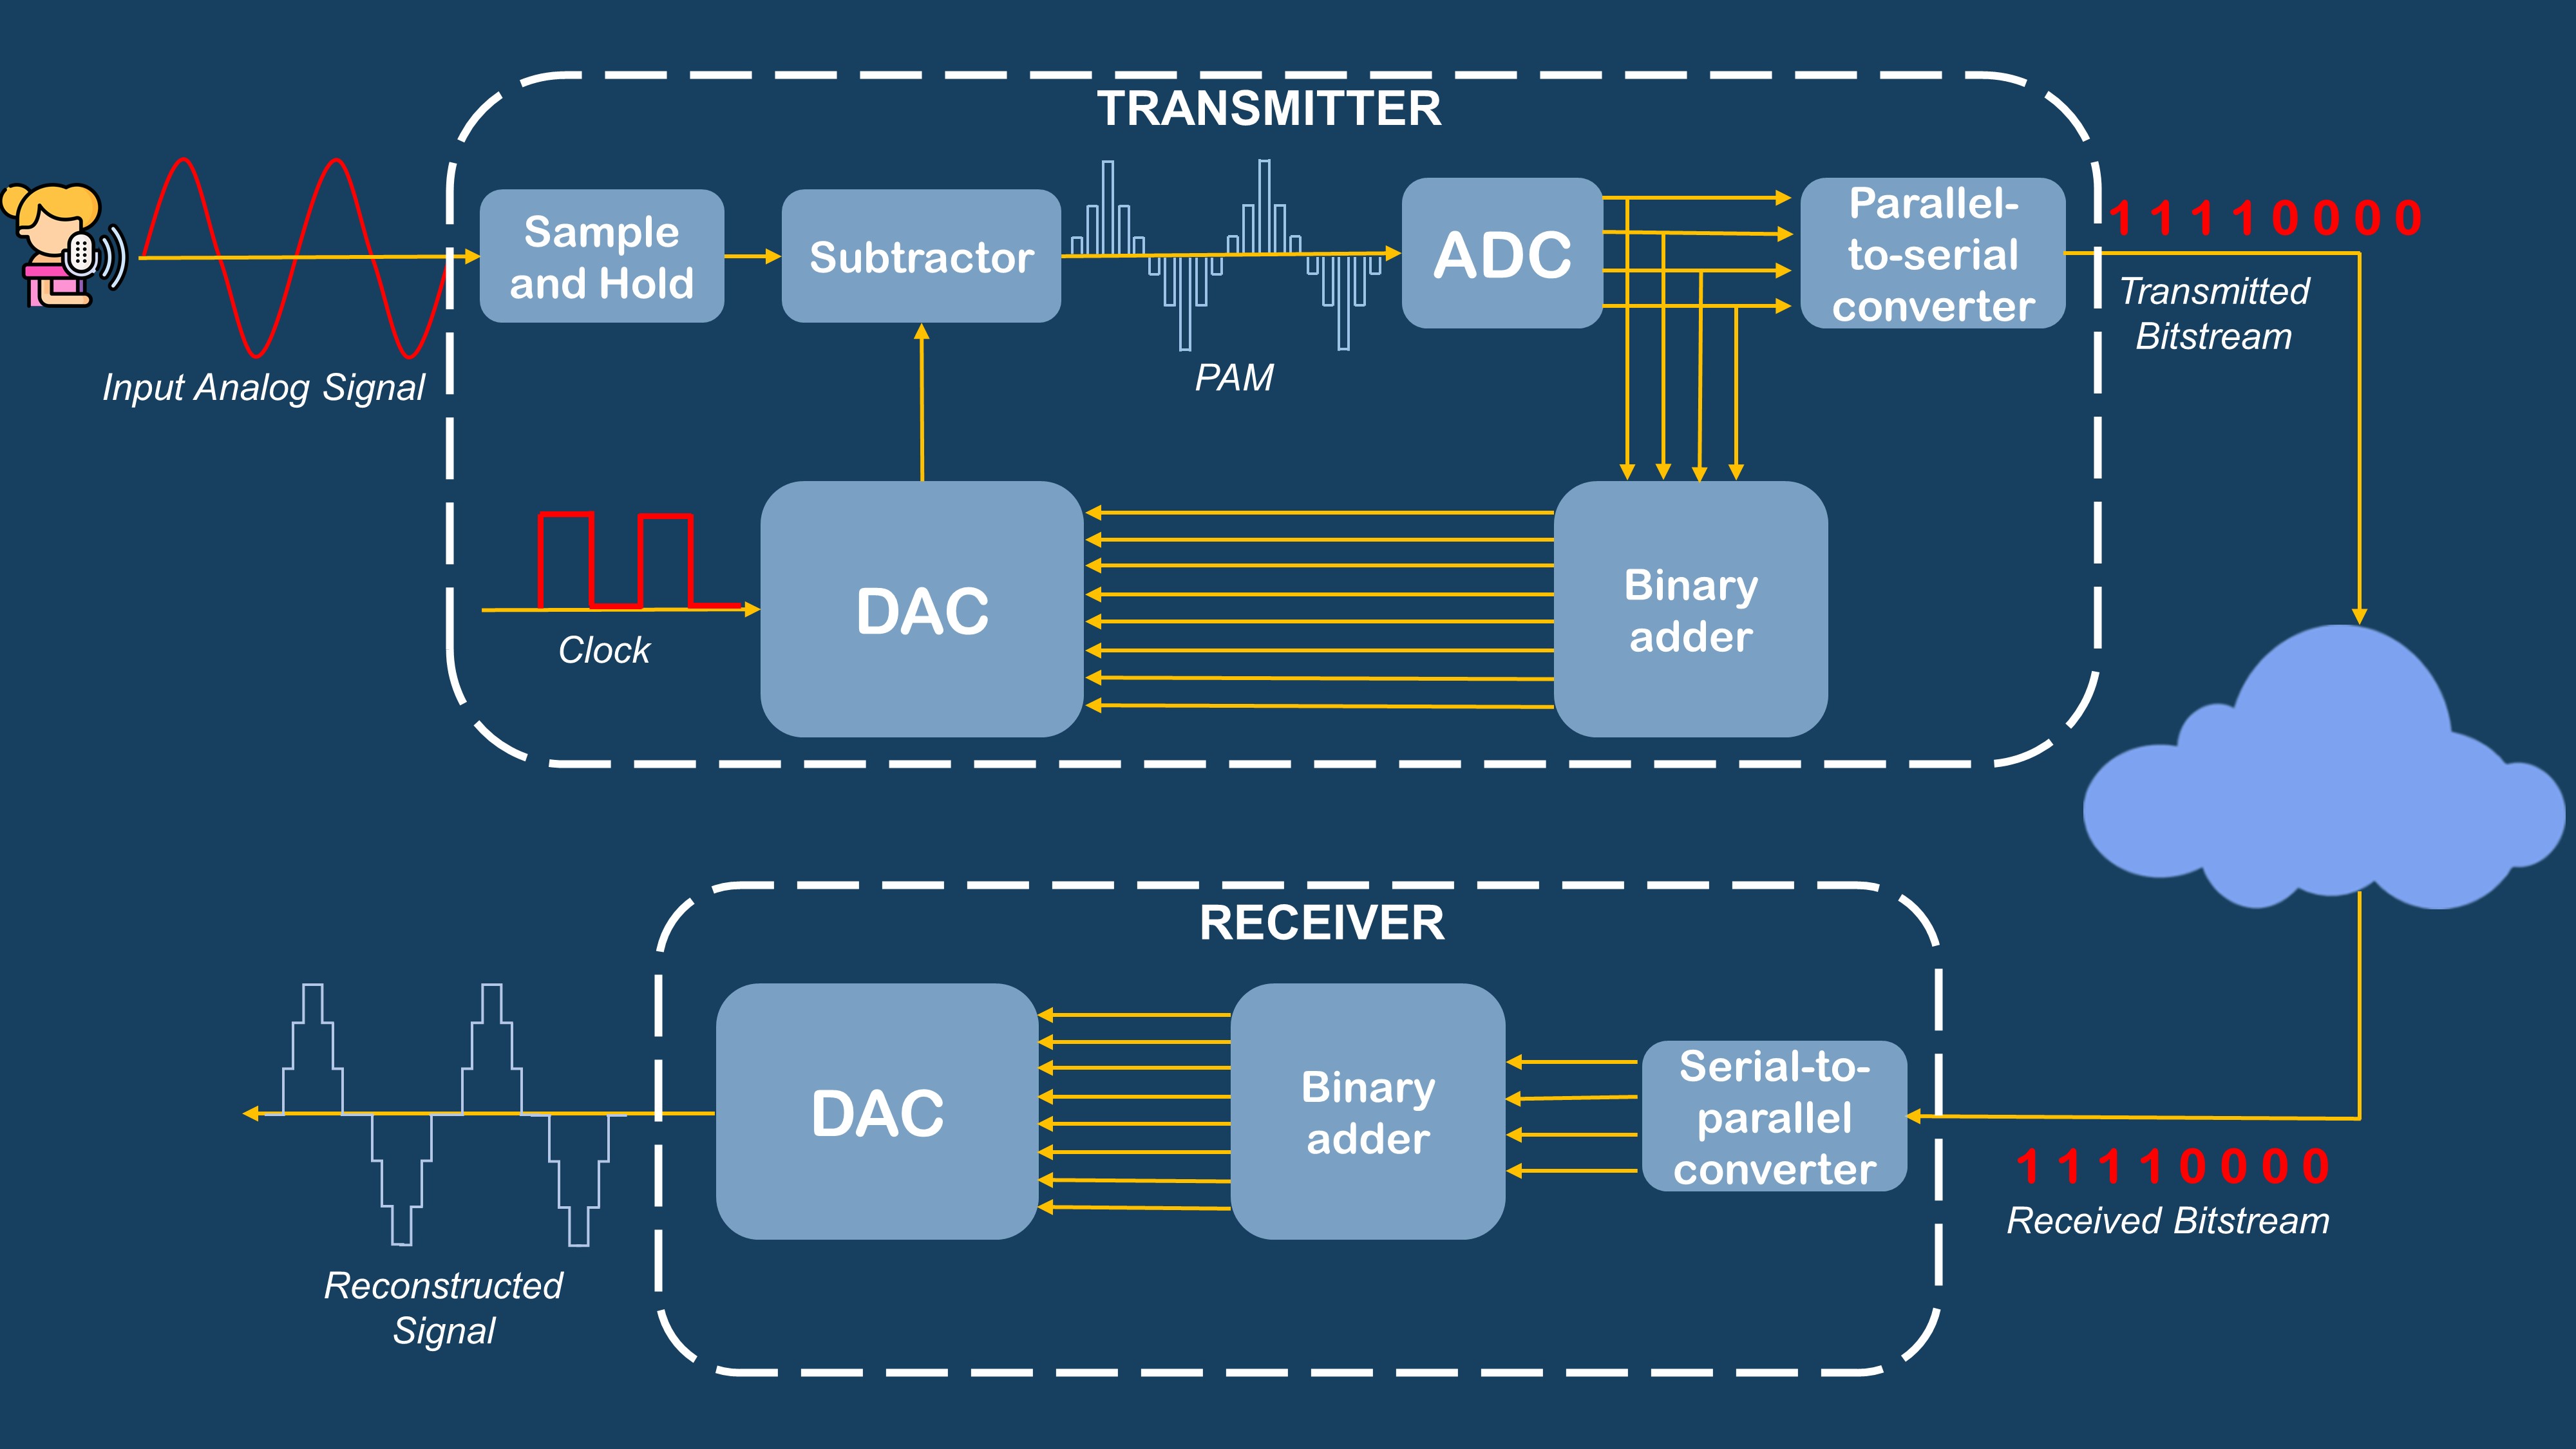 TRANSMITTER
Sample
and Hold
Subtractor
ADC
Parallel-
to-serial
converter
1 1 1 1 0 0 0 0
Transmitted
Bitstream
Input Analog Signal
PAM
Clock
DAC
Binary
adder
RECEIVER
DAC
Binary
adder
Serial-to-
parallel
converter
1 1 1 1 0 0 0 0
Received Bitstream
Reconstructed
Signal